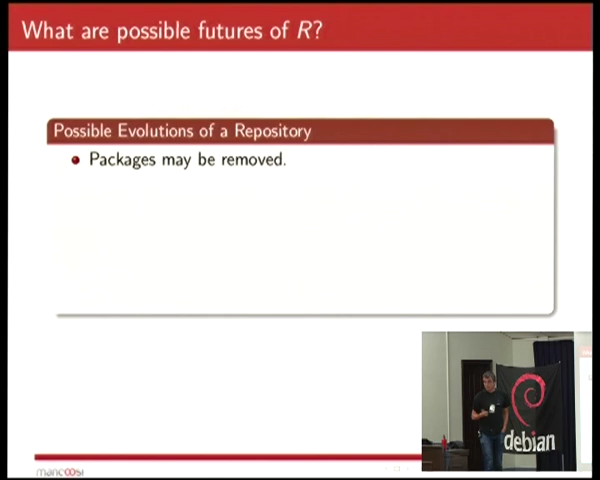 What are possible futures of R?
Possible Evolutions of a Repository
Packages may be removed.
debian
mancoosi